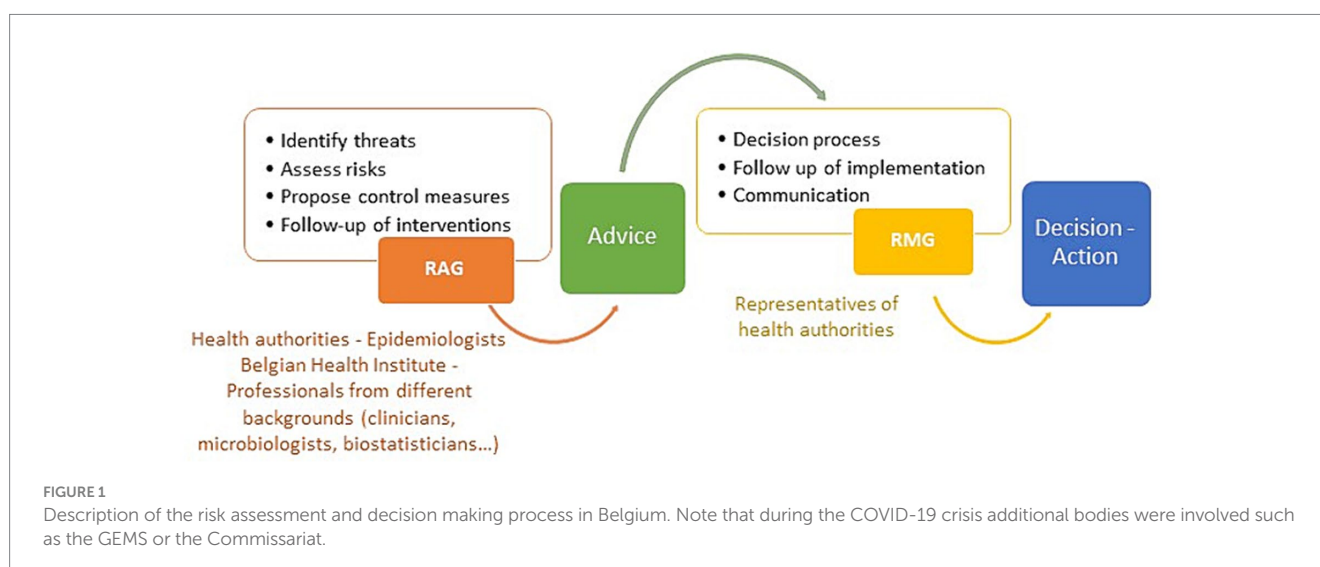 • Identify threats
• Assess risks
• Propose control measures
• Follow-up of interventions
RAG
Health authorities - Epidemiologists
Belgian Health Institute -
Professionals from different
backgrounds (clinicians,
microbiologists, biostatisticians...)
Advice
• Decision process
• Follow up of implementation
• Communication
RMG
Representatives of
health authorities
Decision -
Action
FIGURE 1
Description of the risk assessment and decision making process in Belgium. Note that during the COVID-19 crisis additional bodies were involved such
as the GEMS or the Commissariat.